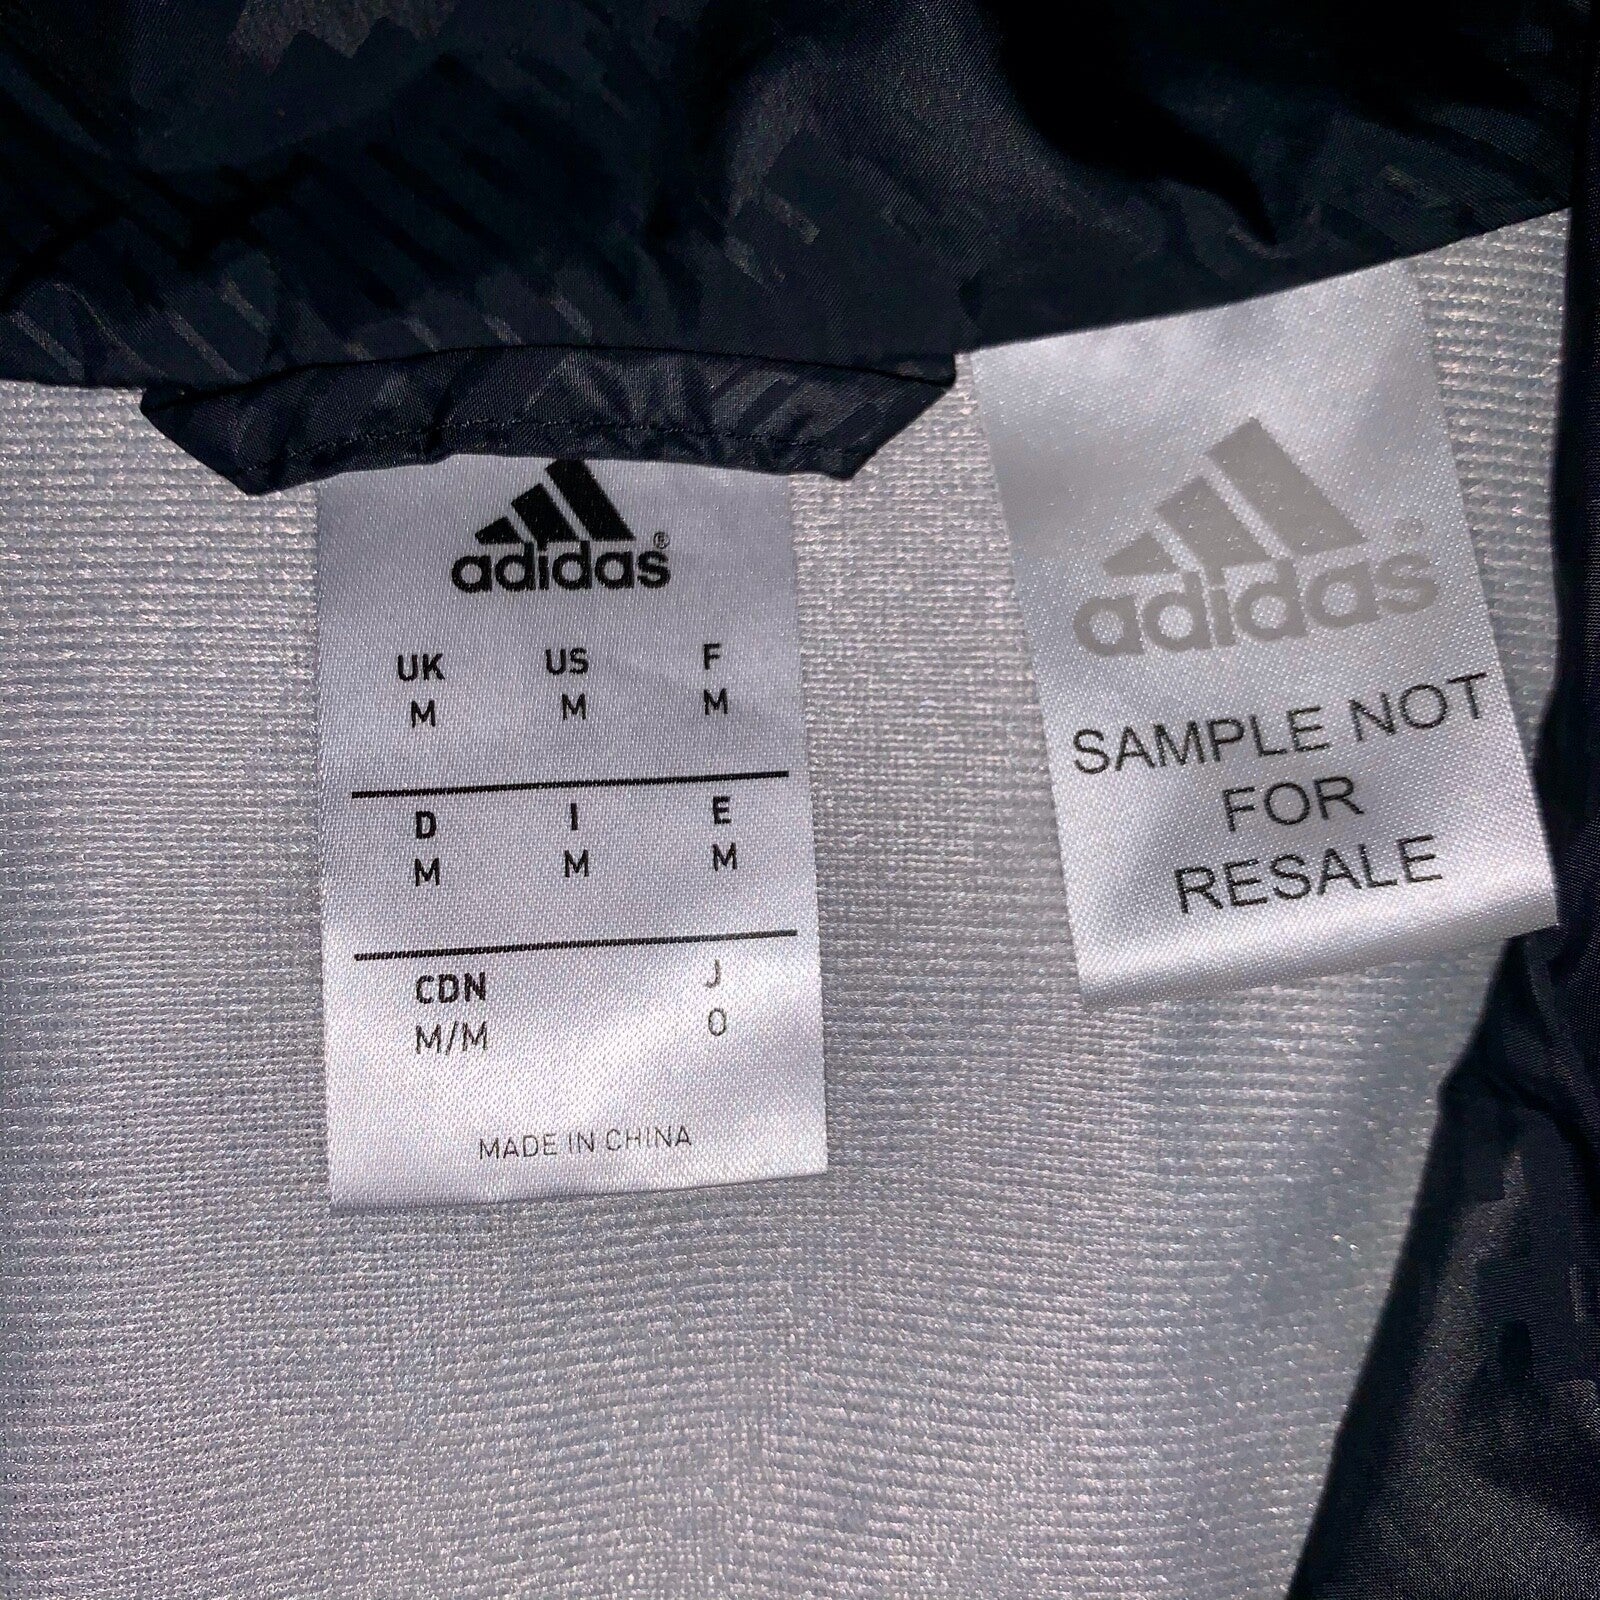 adidas®
UK US F
M M M
D I E
M M M
CDN J
M/M O
MADE IN CHINA
adidas®
SAMPLE NOT
FOR
RESALE